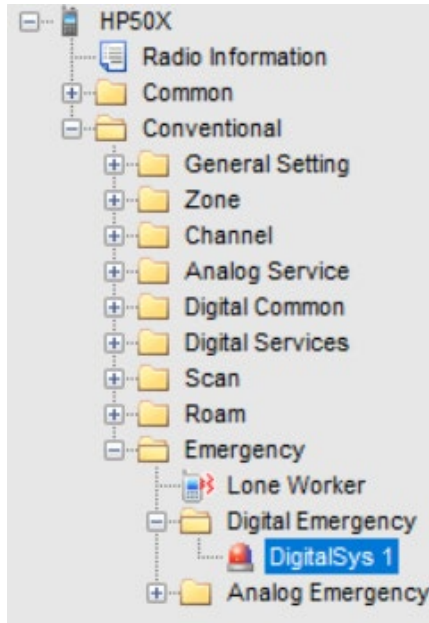 HP50X
Radio Information
Common
Conventional
General Setting
Zone
Channel
Analog Service
Digital Common
Digital Services
Scan
Roam
Emergency
Lone Worker
Digital Emergency
DigitalSys 1
Analog Emergency